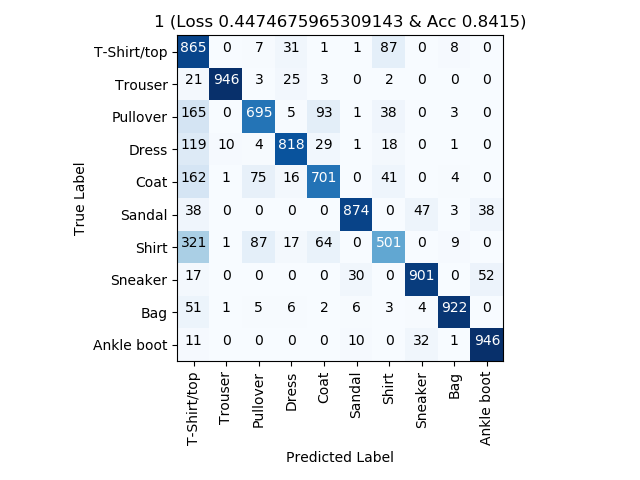 1 (Loss 0.4474675965309143 & Acc 0.8415)
T-Shirt/top 865 0 7 31 1 1 87 0 8 0
Trouser 21 946 3 25 3 0 2 0 0 0
Pullover 165 0 695 5 93 1 38 0 3 0
Dress 119 10 4 818 29 1 18 0 1 0
Coat 162 1 75 16 701 0 41 0 4 0
Sandal 38 0 0 0 0 874 0 47 3 38
Shirt 321 1 87 17 64 0 501 0 9 0
Sneaker 17 0 0 0 0 30 0 901 0 52
Bag 51 1 5 6 2 6 3 4 922 0
Ankle boot 11 0 0 0 0 10 0 32 1 946
True Label
T-Shirt/top Trouser Pullover Dress Coat Sandal Shirt Sneaker Bag Ankle boot
Predicted Label